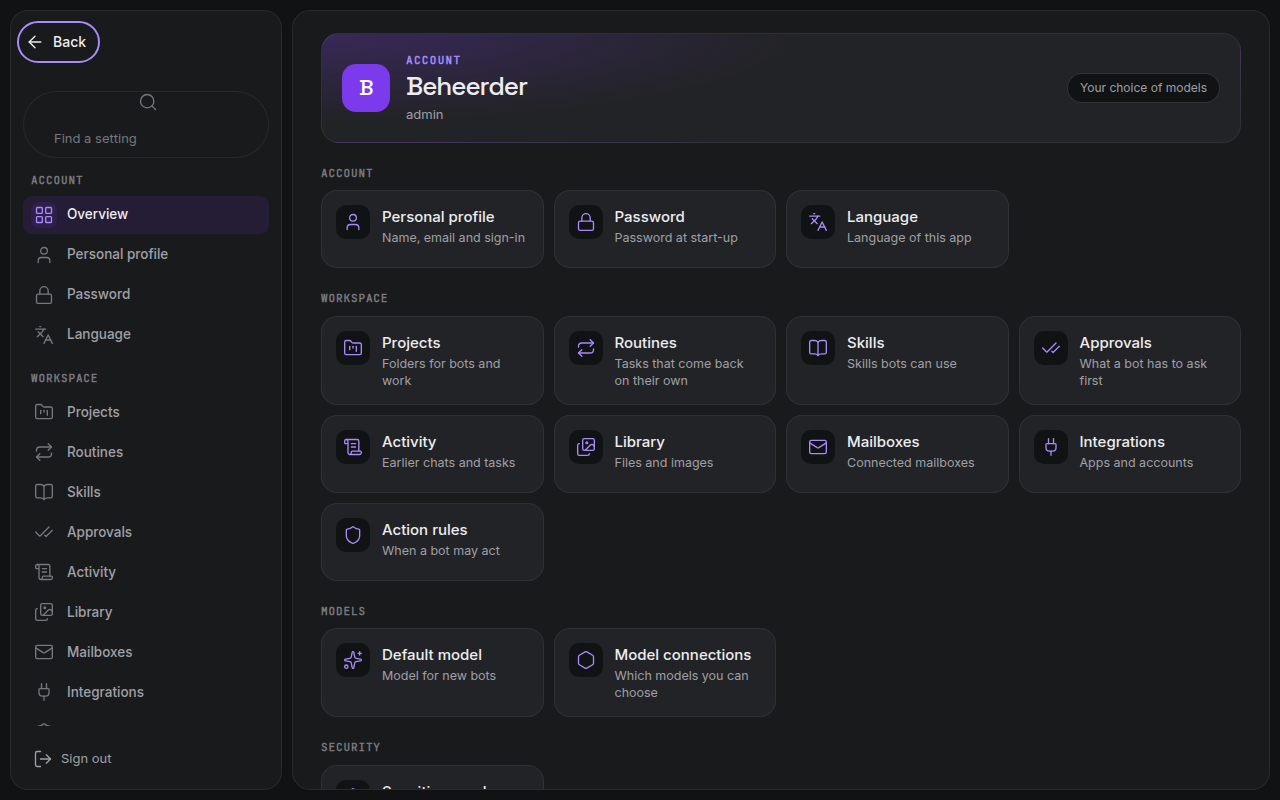 Back
Find a setting
ACCOUNT
Overview
Personal profile
Password
Language
WORKSPACE
Projects
Routines
Skills
Approvals
Activity
Library
Mailboxes
Integrations
Sign out
B
ACCOUNT
Beheerder
admin
Your choice of models
ACCOUNT
Personal profile
Name, email and sign-in
Password
Password at start-up
Language
Language of this app
WORKSPACE
Projects
Folders for bots and
work
Routines
Tasks that come back
on their own
Skills
Skills bots can use
Approvals
What a bot has to ask
first
Activity
Earlier chats and tasks
Library
Files and images
Mailboxes
Connected mailboxes
Integrations
Apps and accounts
Action rules
When a bot may act
MODELS
Default model
Model for new bots
Model connections
Which models you can
choose
SECURITY